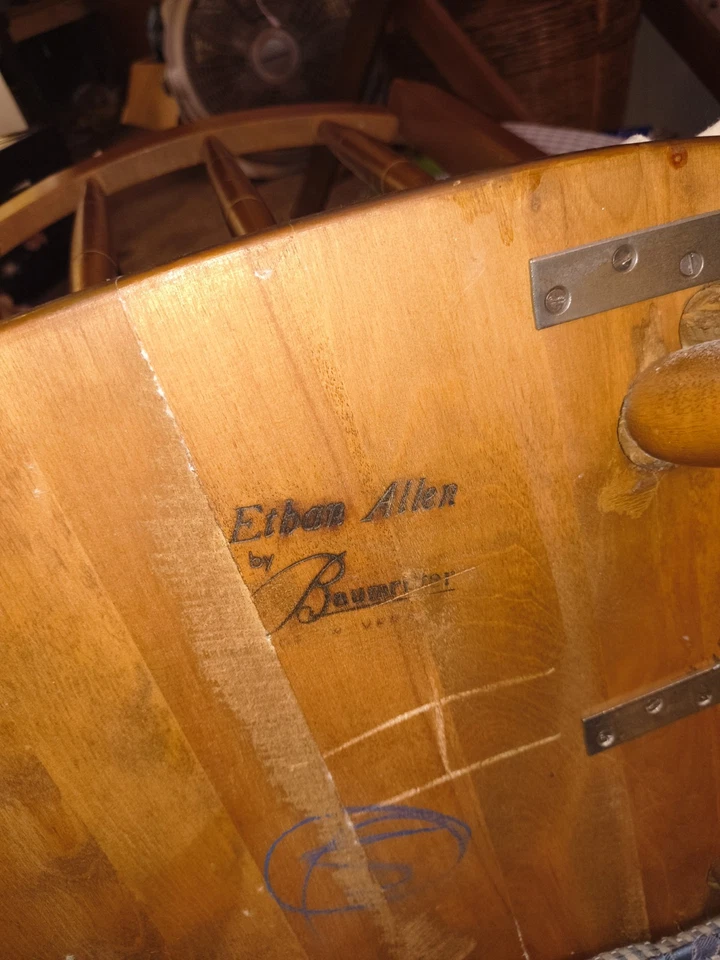 Ethan Allen
by
Baumritter